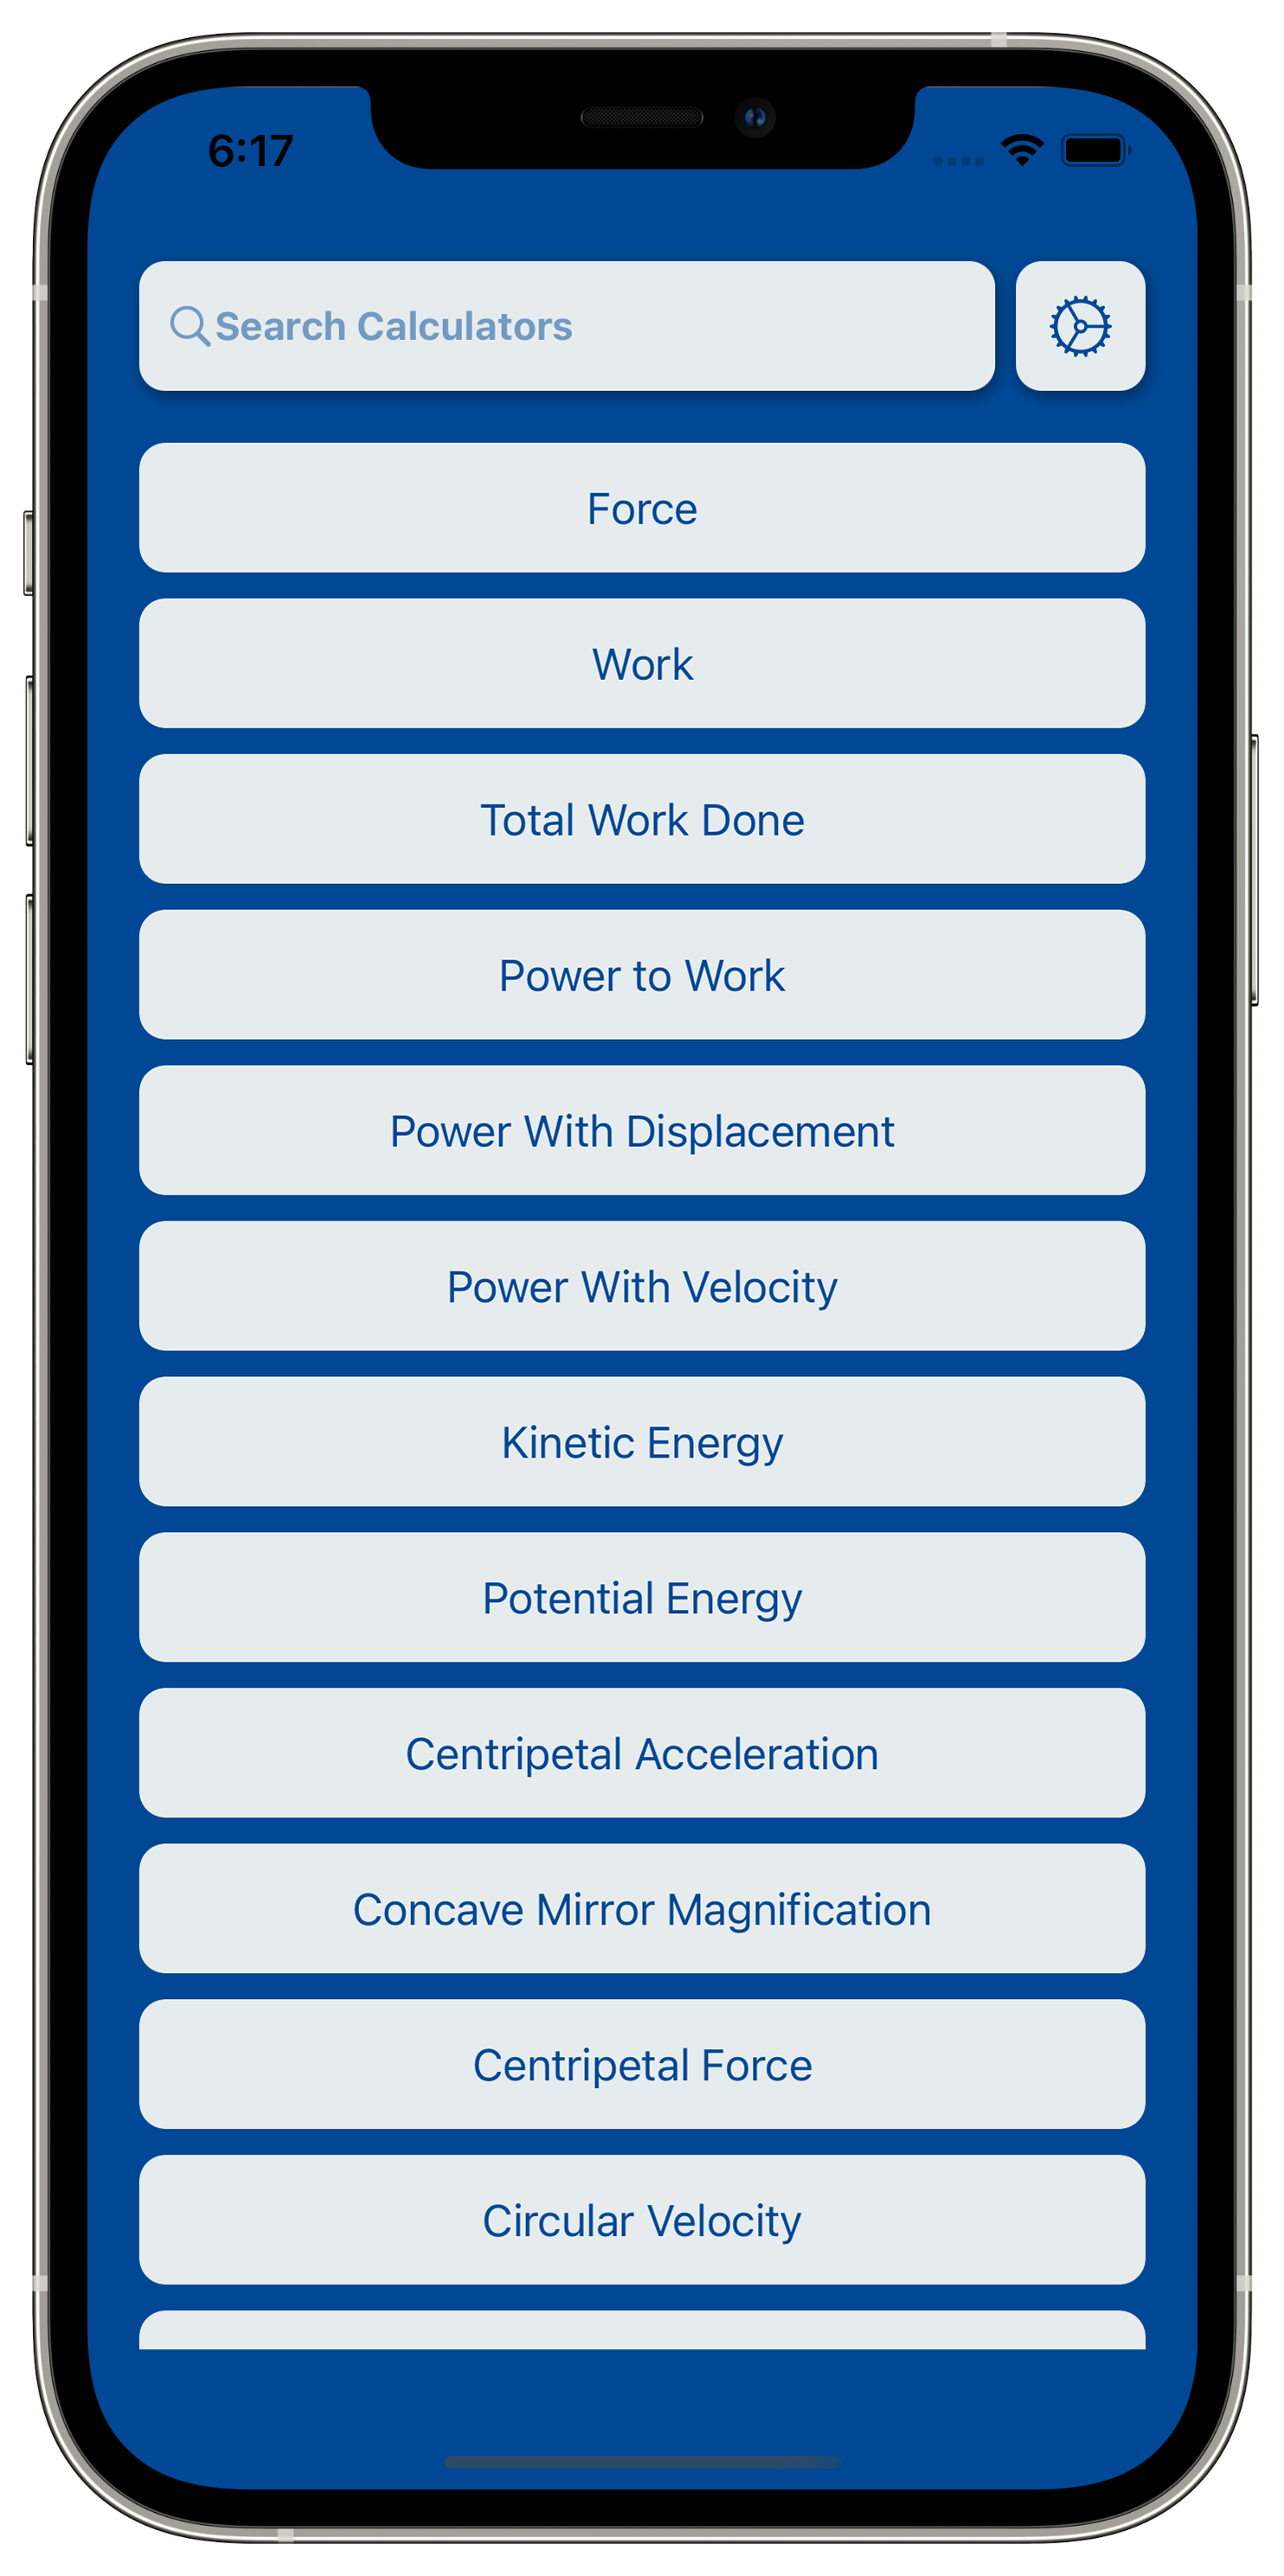 6:17
Search Calculators
Force
Work
Total Work Done
Power to Work
Power With Displacement
Power With Velocity
Kinetic Energy
Potential Energy
Centripetal Acceleration
Concave Mirror Magnification
Centripetal Force
Circular Velocity